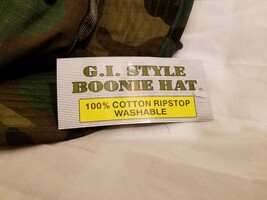 G.I. STYLE
BOONIE HAT
100% COTTON RIPSTOP
WASHABLE